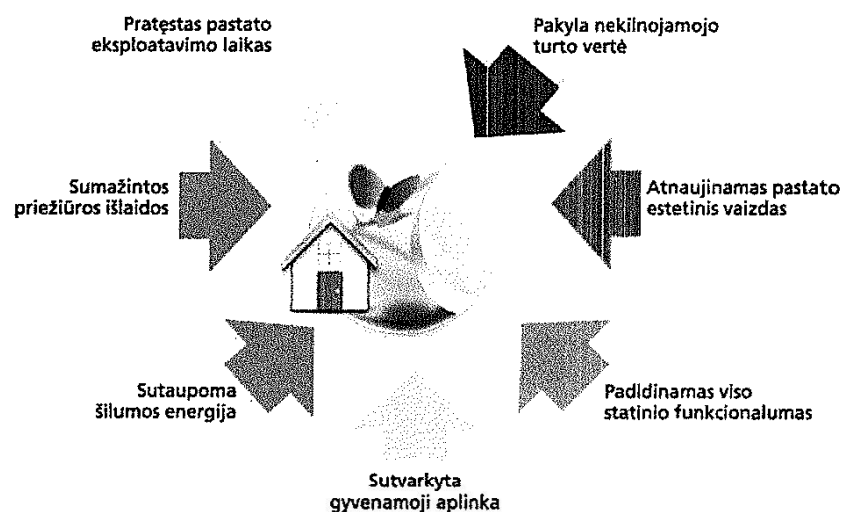 Pratęstas pastato
eksploatavimo laikas
Pakyla nekilnojamojo
turto vertė
Sumažintos
priežiūros išlaidos
Atnaujinamas pastato
estetinis vaizdas
Sutaupoma
šilumos energija
Padidinamas viso
statinio funkcionalumas
Sutvarkyta
gyvenamoji aplinka